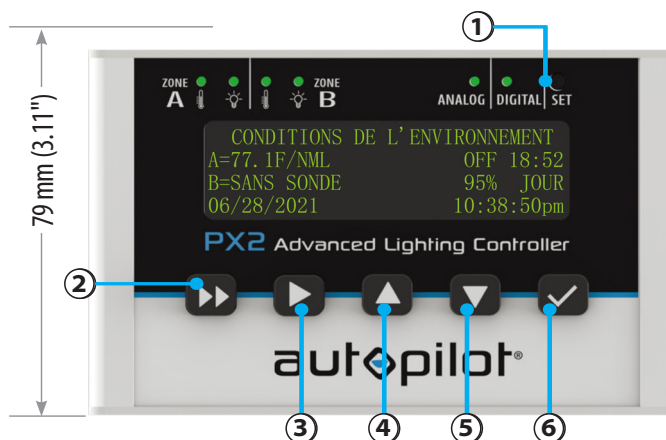 ①
ZONE A
ZONE B
ANALOG DIGITAL SET
CONDITIONS DE L'ENVIRONNEMENT
A=77.1F/NML OFF 18:52
B=SANS SONDE 95% JOUR
06/28/2021 10:38:50pm
PX2 Advanced Lighting Controller
②
autopilot®
③ ④ ⑤ ⑥
79 mm (3.11")